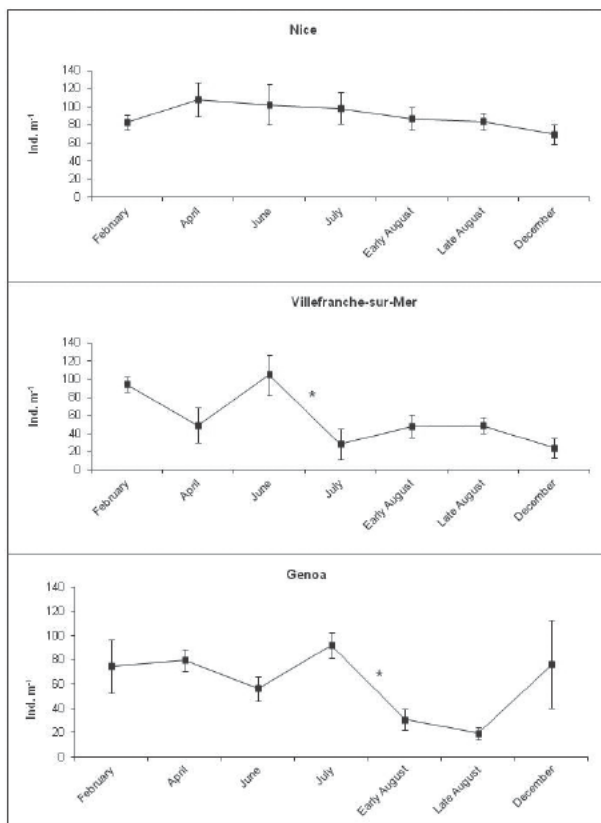 Nice
Ind. m⁻¹
140
120
100
80
60
40
20
0
February
April
June
July
Early August
Late August
December
Villefranche-sur-Mer
Ind. m⁻¹
140
120
100
80
60
40
20
0
*
February
April
June
July
Early August
Late August
December
Genoa
Ind. m⁻¹
140
120
100
80
60
40
20
0
*
February
April
June
July
Early August
Late August
December